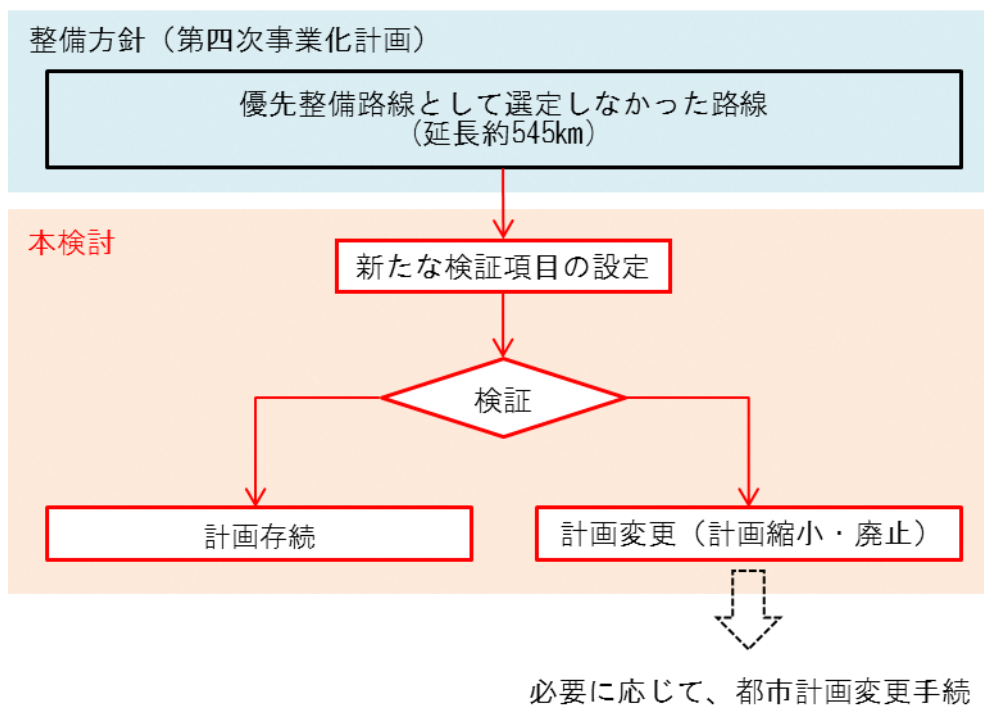 整備方針（第四次事業化計画）
優先整備路線として選定しなかった路線
（延長約545km）
本検討
新たな検証項目の設定
検証
計画存続
計画変更（計画縮小・廃止）
必要に応じて、都市計画変更手続